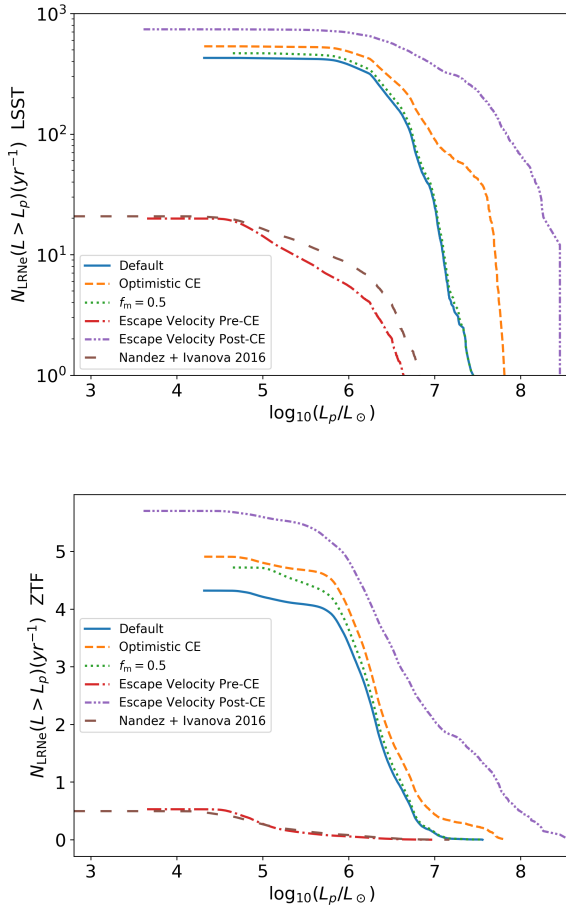 10³
10²
10¹
10⁰
N_LRNe(L > L_p)(yr⁻¹) LSST
Default
Optimistic CE
f_m = 0.5
Escape Velocity Pre-CE
Escape Velocity Post-CE
Nandez + Ivanova 2016
3 4 5 6 7 8
log₁₀(L_p/L_⊙)
5
4
3
2
1
0
N_LRNe(L > L_p)(yr⁻¹) ZTF
Default
Optimistic CE
f_m = 0.5
Escape Velocity Pre-CE
Escape Velocity Post-CE
Nandez + Ivanova 2016
3 4 5 6 7 8
log₁₀(L_p/L_⊙)